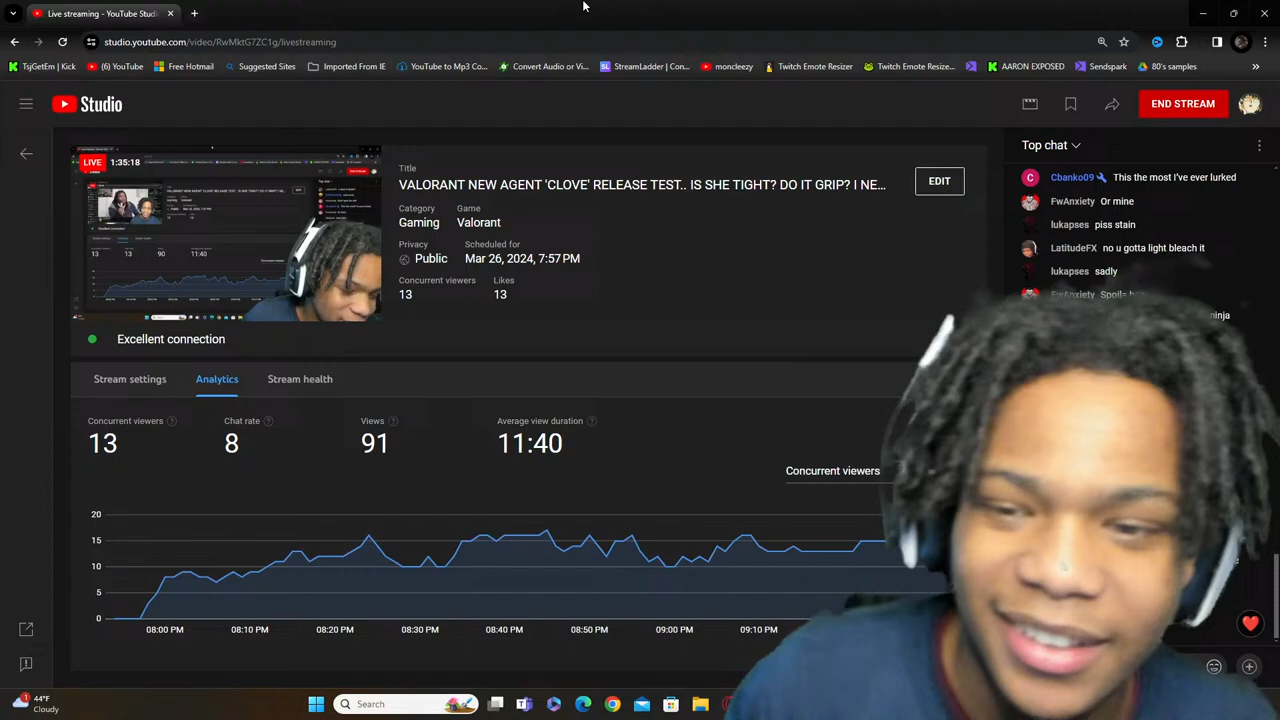 Live streaming - YouTube Studi
studio.youtube.com/video/RwMktG7ZC1g/livestreaming
TsjGetEm | Kick
(6) YouTube
Free Hotmail
Suggested Sites
Imported From IE
YouTube to Mp3 Co...
Convert Audio or Vi...
StreamLadder | Con...
moncleezy
Twitch Emote Resizer
Twitch Emote Resize...
AARON EXPOSED
Sendspark
80's samples
Studio
END STREAM
LIVE
1:35:18
Title
VALORANT NEW AGENT 'CLOVE' RELEASE TEST.. IS SHE TIGHT? DO IT GRIP? I NE...
EDIT
Category
Game
Gaming
Valorant
Privacy
Scheduled for
Public
Mar 26, 2024, 7:57 PM
Concurrent viewers
Likes
13
13
Excellent connection
Stream settings
Analytics
Stream health
Concurrent viewers
Chat rate
Views
Average view duration
13
8
91
11:40
Concurrent viewers
20
15
10
5
0
08:00 PM
08:10 PM
08:20 PM
08:30 PM
08:40 PM
08:50 PM
09:00 PM
09:10 PM
Top chat
C Cbanko09 This the most I've ever lurked
FwAnxiety Or mine
lukapses piss stain
LatitudeFX no u gotta light bleach it
lukapses sadly
FwAnxiety Spoil=
ninja
1
44°F
Cloudy
Search